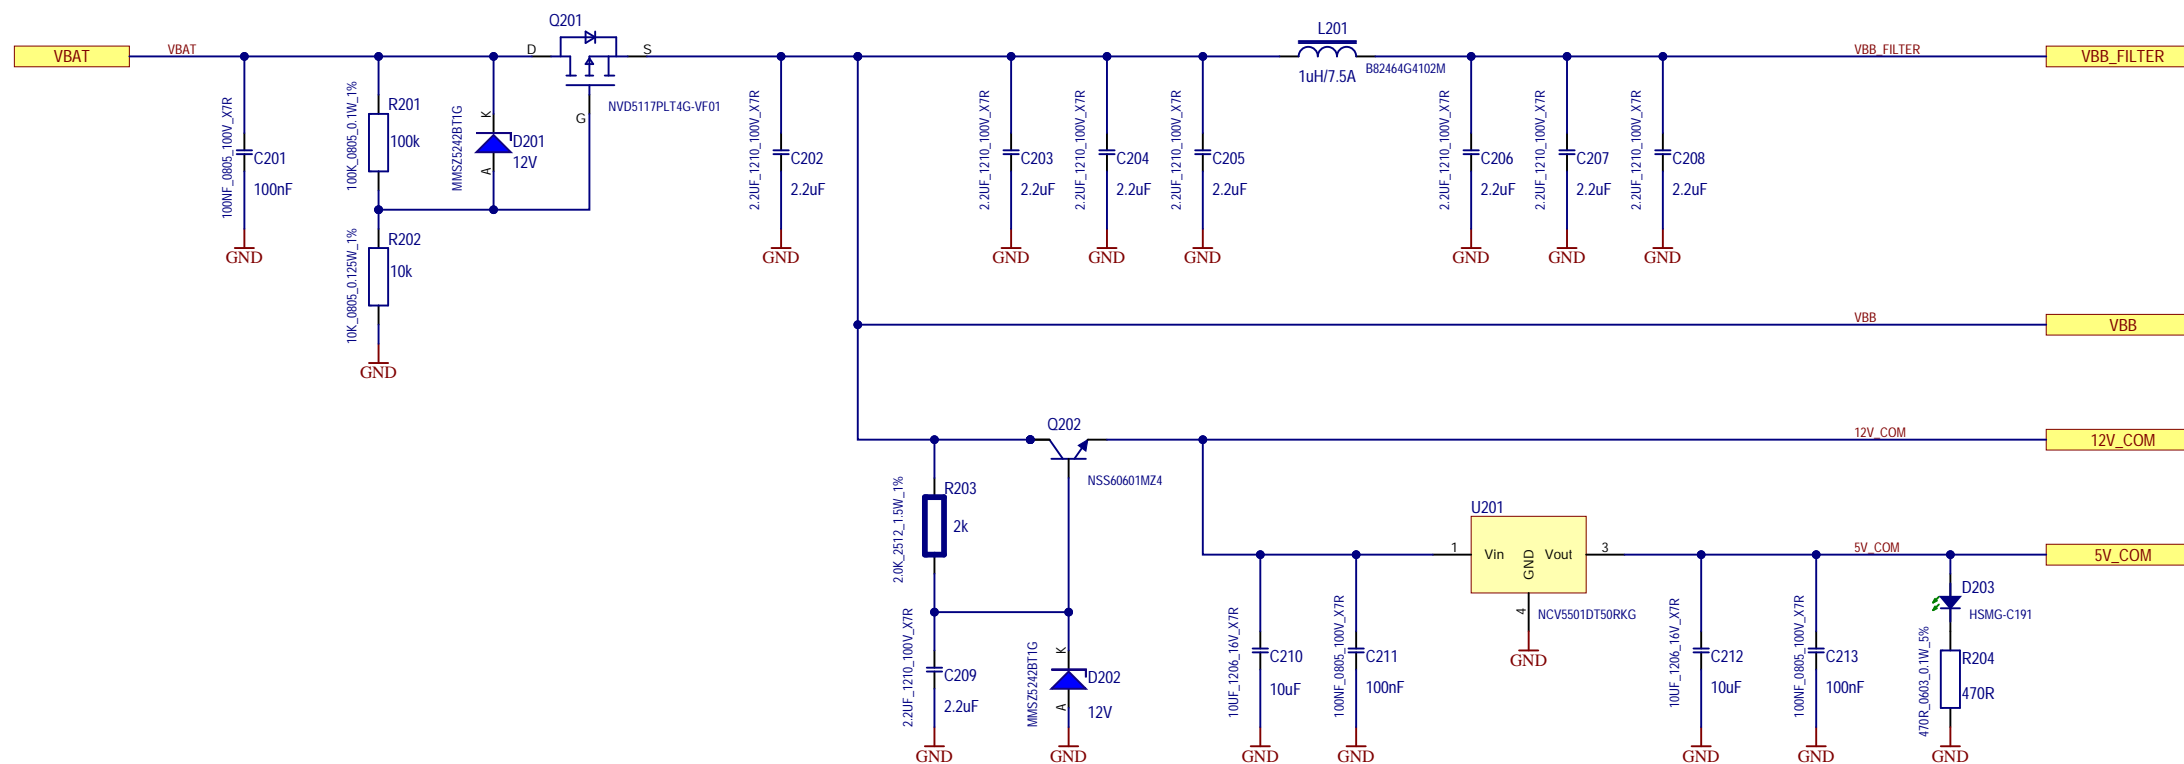 VBAT
VBAT
100NF_0805_100V_X7R
C201
100nF
GND
100K_0805_0.1W_1%
R201
100k
10K_0805_0.125W_1%
R202
10k
GND
MMSZ5242BT1G
K
A
D201
12V
Q201
D
S
G
NVD5117PLT4G-VF01
2.2UF_1210_100V_X7R
C202
2.2uF
GND
2.2UF_1210_100V_X7R
C203
2.2uF
GND
2.2UF_1210_100V_X7R
C204
2.2uF
GND
2.2UF_1210_100V_X7R
C205
2.2uF
GND
L201
1uH/7.5A
B82464G4102M
2.2UF_1210_100V_X7R
C206
2.2uF
GND
2.2UF_1210_100V_X7R
C207
2.2uF
GND
2.2UF_1210_100V_X7R
C208
2.2uF
GND
VBB_FILTER
VBB_FILTER
VBB
VBB
Q202
NSS60601MZ4
12V_COM
12V_COM
2.0K_2512_1.5W_1%
R203
2k
2.2UF_1210_100V_X7R
C209
2.2uF
GND
MMSZ5242BT1G
K
A
D202
12V
GND
10UF_1206_16V_X7R
C210
10uF
GND
100NF_0805_100V_X7R
C211
100nF
GND
U201
1
Vin
GND
Vout
3
4
NCV5501DT50RKG
GND
10UF_1206_16V_X7R
C212
10uF
GND
100NF_0805_100V_X7R
C213
100nF
GND
5V_COM
5V_COM
D203
HSMG-C191
470R_0603_0.1W_5%
R204
470R
GND